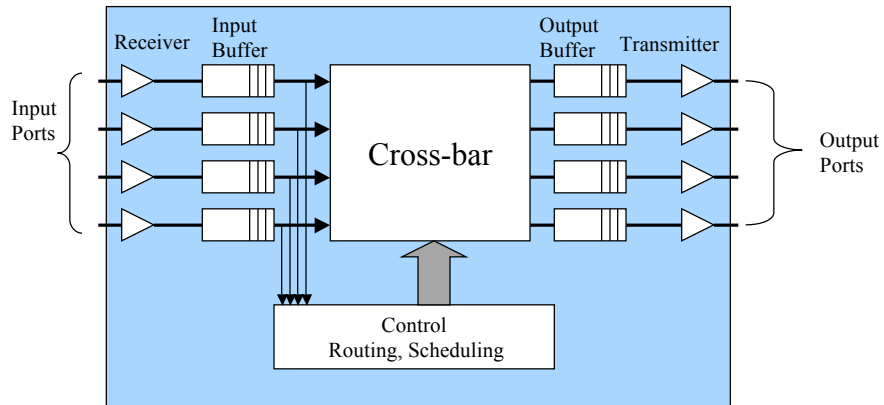 Receiver
Input
Buffer
Output
Buffer
Transmitter
Input
Ports
Cross-bar
Output
Ports
Control
Routing, Scheduling